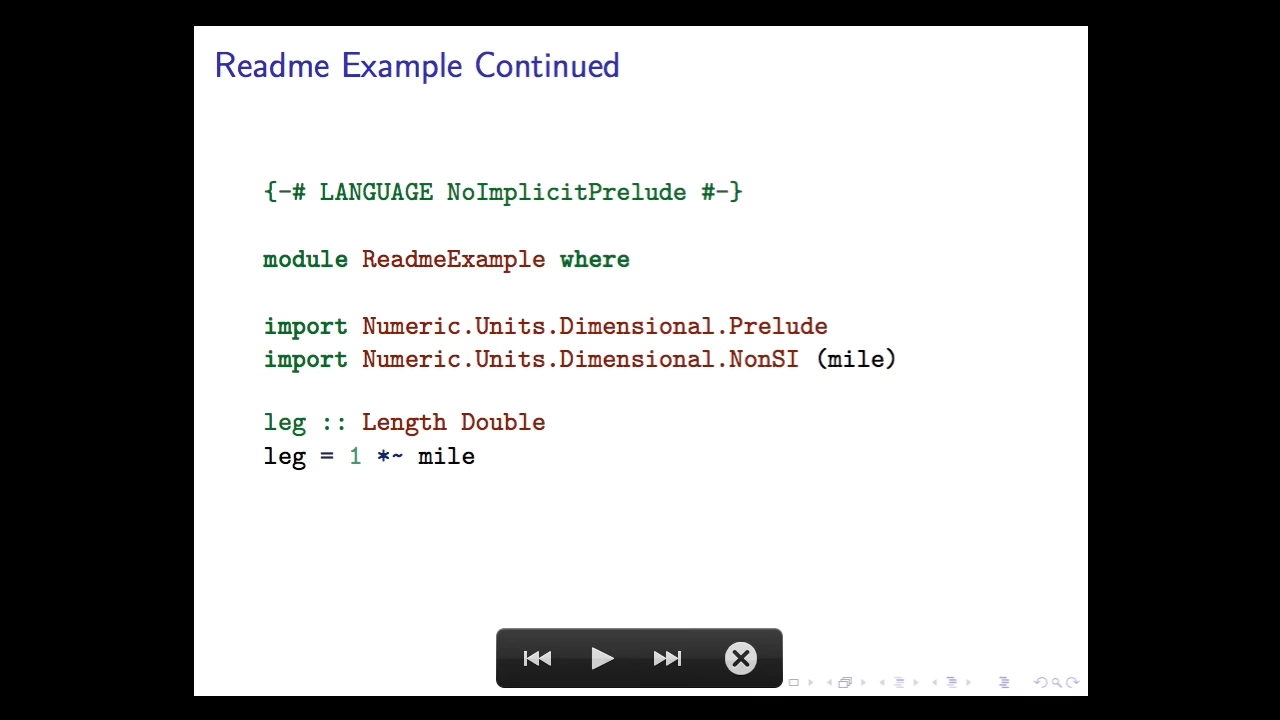 Readme Example Continued
{-# LANGUAGE NoImplicitPrelude #-}
module ReadmeExample where
import Numeric.Units.Dimensional.Prelude
import Numeric.Units.Dimensional.NonSI (mile)
leg :: Length Double
leg = 1 *~ mile